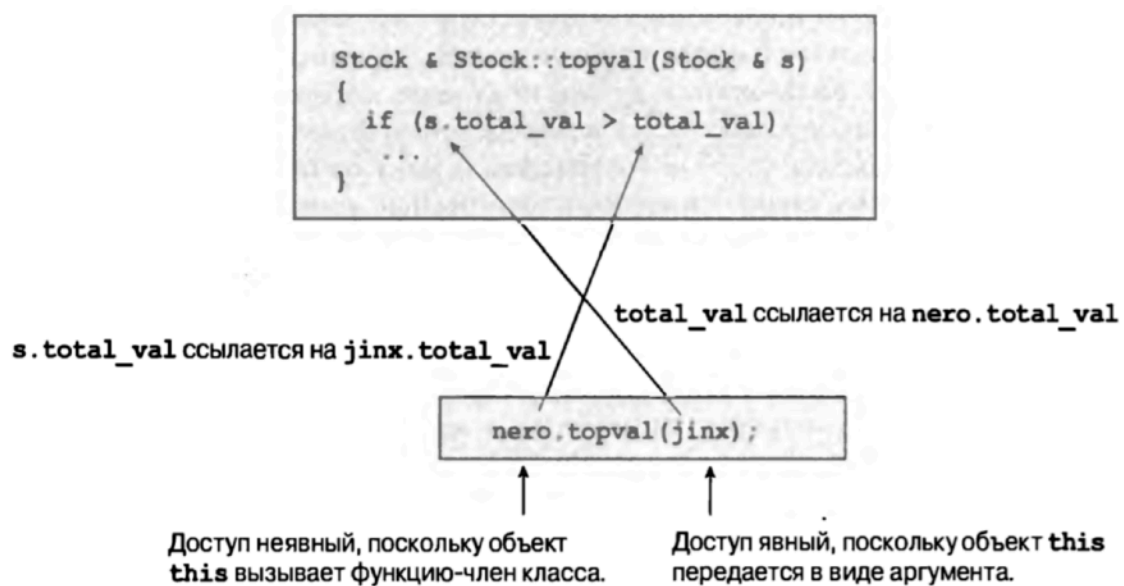 Stock & Stock::topval(Stock & s)
{
if (s.total_val > total_val)
...
}
total_val ссылается на nero.total_val
s.total_val ссылается на jinx.total_val
nero.topval(jinx);
Доступ неявный, поскольку объект
this вызывает функцию-член класса.
Доступ явный, поскольку объект this
передается в виде аргумента.